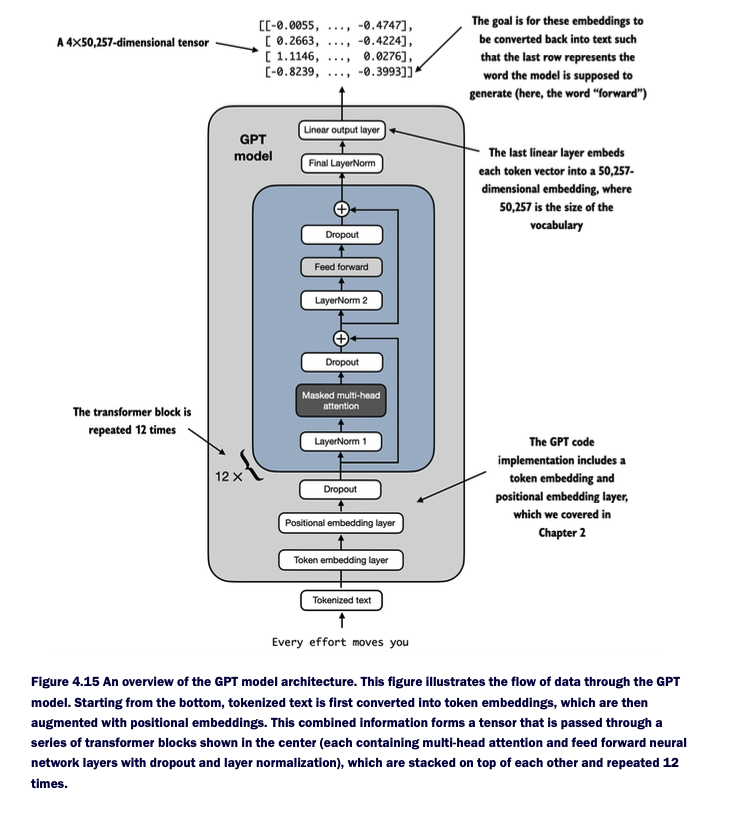 [[-0.0055, ..., -0.4747],
[ 0.2663, ..., -0.4224],
[ 1.1146, ..., 0.0276],
[-0.8239, ..., -0.3993]]
A 4×50,257-dimensional tensor
The goal is for these embeddings to
be converted back into text such
that the last row represents the
word the model is supposed to
generate (here, the word “forward”)
GPT
model
Linear output layer
Final LayerNorm
The last linear layer embeds
each token vector into a 50,257-
dimensional embedding, where
50,257 is the size of the
vocabulary
+
Dropout
Feed forward
LayerNorm 2
+
Dropout
Masked multi-head
attention
LayerNorm 1
The transformer block is
repeated 12 times
12 ×
{
Dropout
Positional embedding layer
Token embedding layer
The GPT code
implementation includes a
token embedding and
positional embedding layer,
which we covered in
Chapter 2
Tokenized text
Every effort moves you
Figure 4.15 An overview of the GPT model architecture. This figure illustrates the flow of data through the GPT
model. Starting from the bottom, tokenized text is first converted into token embeddings, which are then
augmented with positional embeddings. This combined information forms a tensor that is passed through a
series of transformer blocks shown in the center (each containing multi-head attention and feed forward neural
network layers with dropout and layer normalization), which are stacked on top of each other and repeated 12
times.